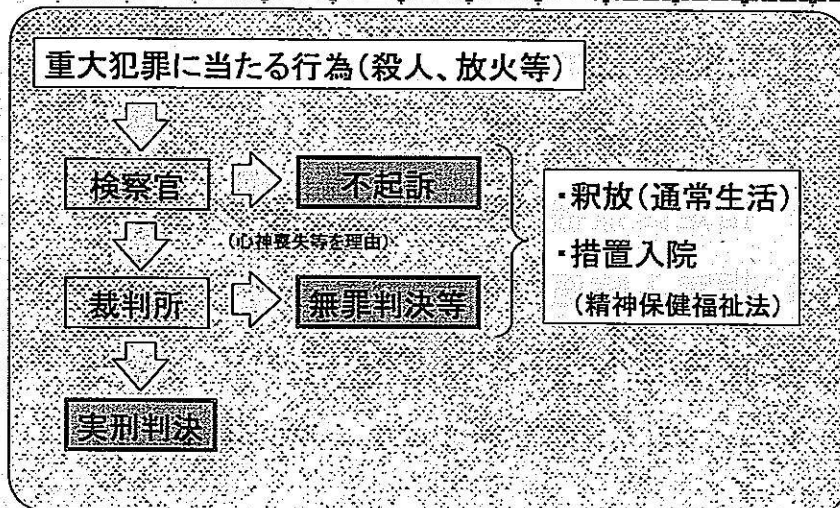 重大犯罪に当たる行為(殺人、放火等)
検察官
不起訴
(心神喪失等を理由)
裁判所
無罪判決等
実刑判決
・釈放(通常生活)
・措置入院
(精神保健福祉法)